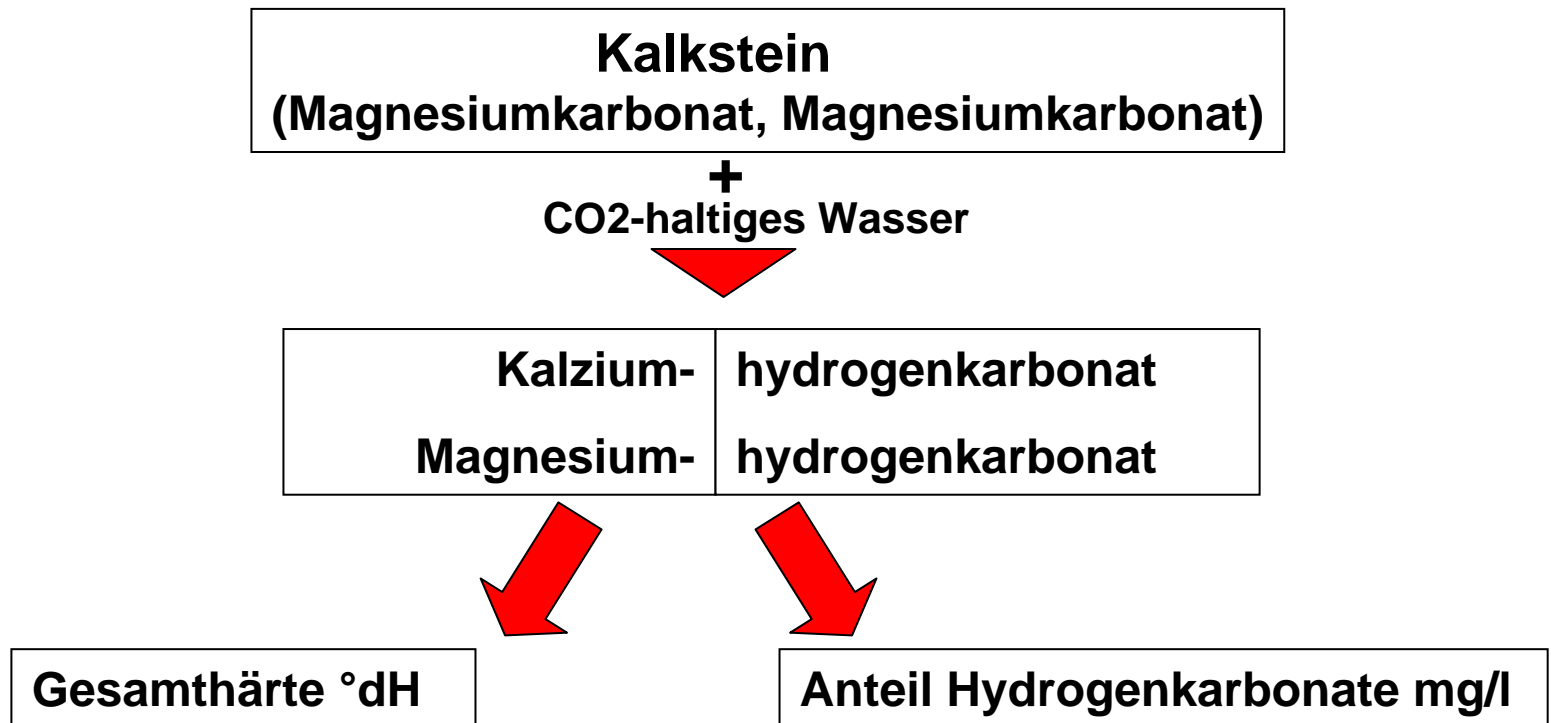 Kalkstein
(Magnesiumkarbonat, Magnesiumkarbonat)
+
CO2-haltiges Wasser
Kalzium- hydrogenkarbonat
Magnesium- hydrogenkarbonat
Gesamthärte °dH
Anteil Hydrogenkarbonate mg/l